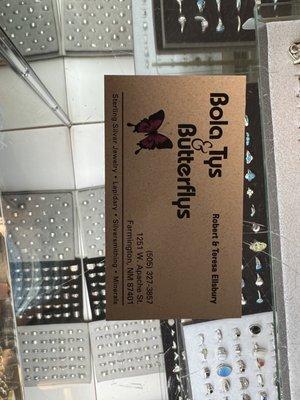 Bola Tys
&
Butterflys
Robert & Teresa Ellsbury
(505) 327-3857
1251 W. Apache St.
Farmington, NM 87401
Sterling Silver Jewelry • Lapidary • Silversmithing • Minerals